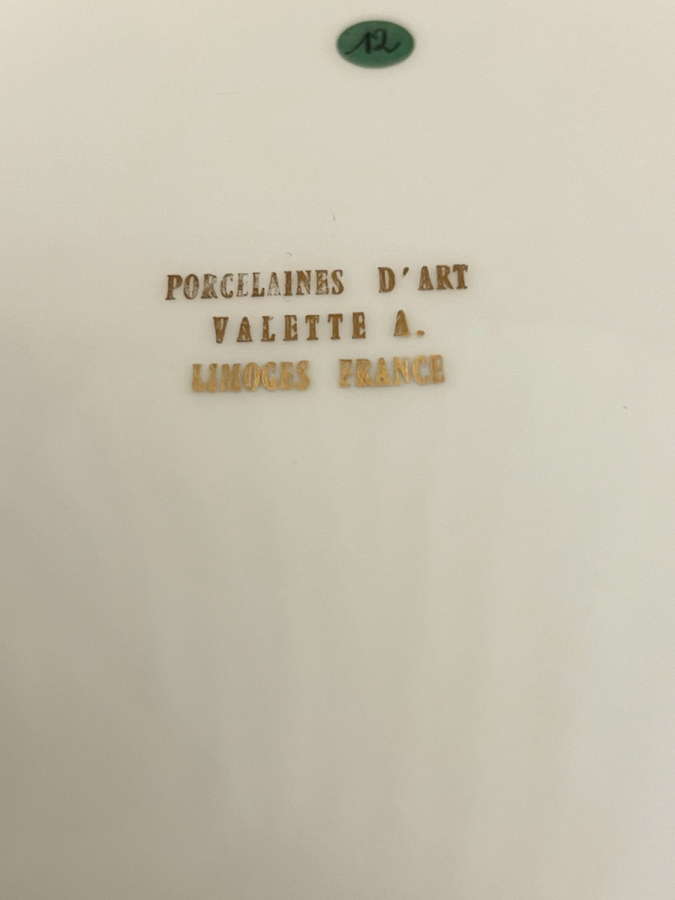 12
PORCELAINES D'ART
VALETTE A.
LIMOGES FRANCE